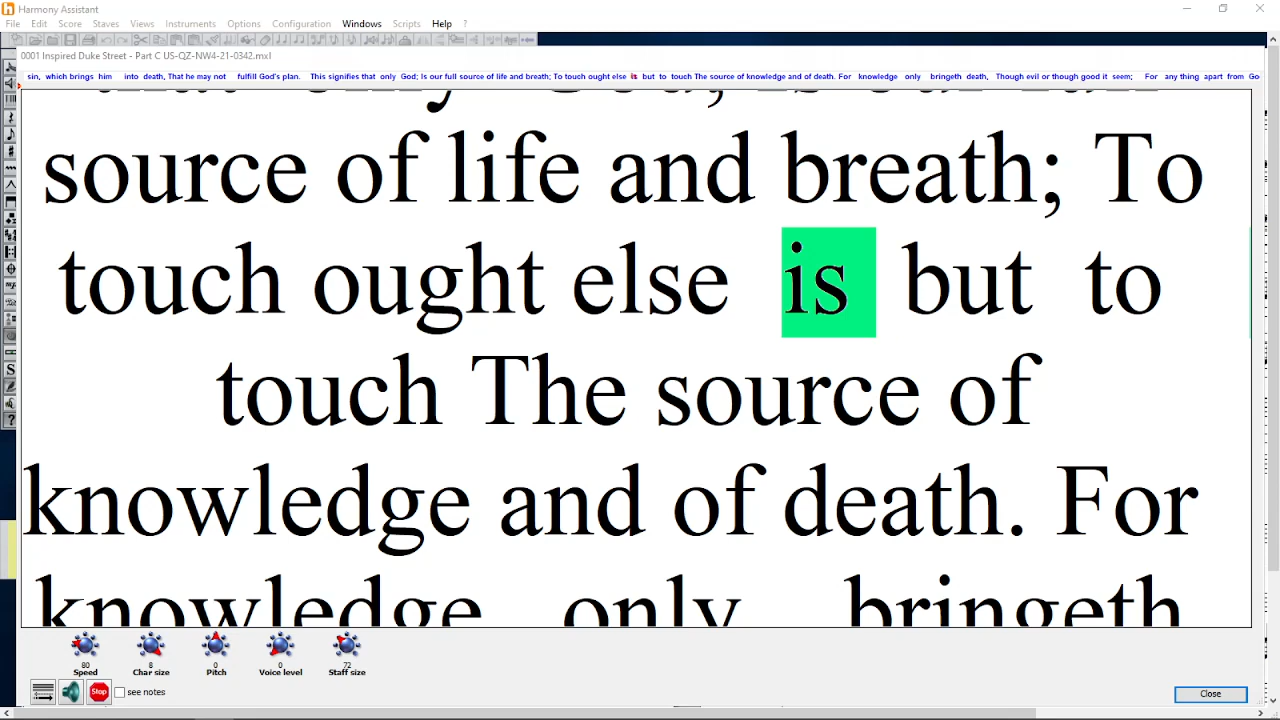 Harmony Assistant
File Edit Score Staves Views Instruments Options Configuration Windows Scripts Help ?
0001 Inspired Duke Street - Part C US-QZ-NW4-21-0342.mxl
sin, which brings him into death, That he may not fulfill God's plan. This signifies that only God; Is our full source of life and breath; To touch ought else is but to touch The source of knowledge and of death. For knowledge only bringeth death, Though evil or though good it seem; For any thing apart from Go
source of life and breath; To
touch ought else is but to
touch The source of
knowledge and of death. For
knowledge only bringeth
80 8 0 0 72
Speed Char size Pitch Voice level Staff size
Stop see notes
Close